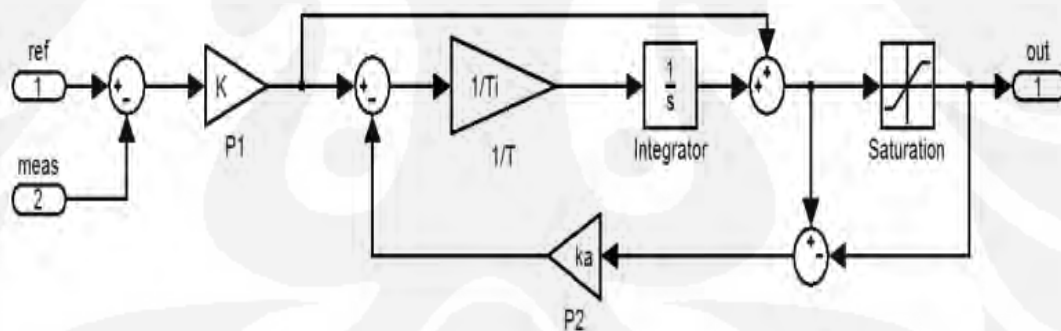 ref
1
meas
2
+
-
K
P1
+
-
1/Ti
1/T
1
s
Integrator
+
+
Saturation
out
1
+
-
ka
P2